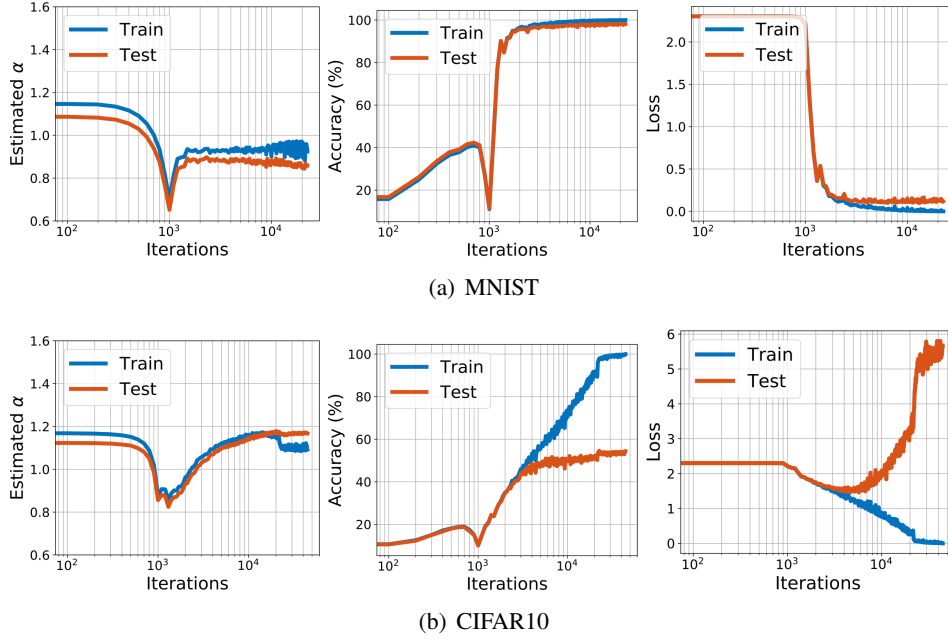 1.6
1.4
1.2
1.0
0.8
0.6
Estimated α
Train
Test
10²
10³
10⁴
Iterations
100
80
60
40
20
Accuracy (%)
Train
Test
10²
10³
10⁴
Iterations
2.0
1.5
1.0
0.5
0.0
Loss
Train
Test
10²
10³
10⁴
Iterations
(a) MNIST
1.6
1.4
1.2
1.0
0.8
0.6
Estimated α
Train
Test
10²
10³
10⁴
Iterations
100
80
60
40
20
Accuracy (%)
Train
Test
10²
10³
10⁴
Iterations
6
5
4
3
2
1
0
Loss
Train
Test
10²
10³
10⁴
Iterations
(b) CIFAR10